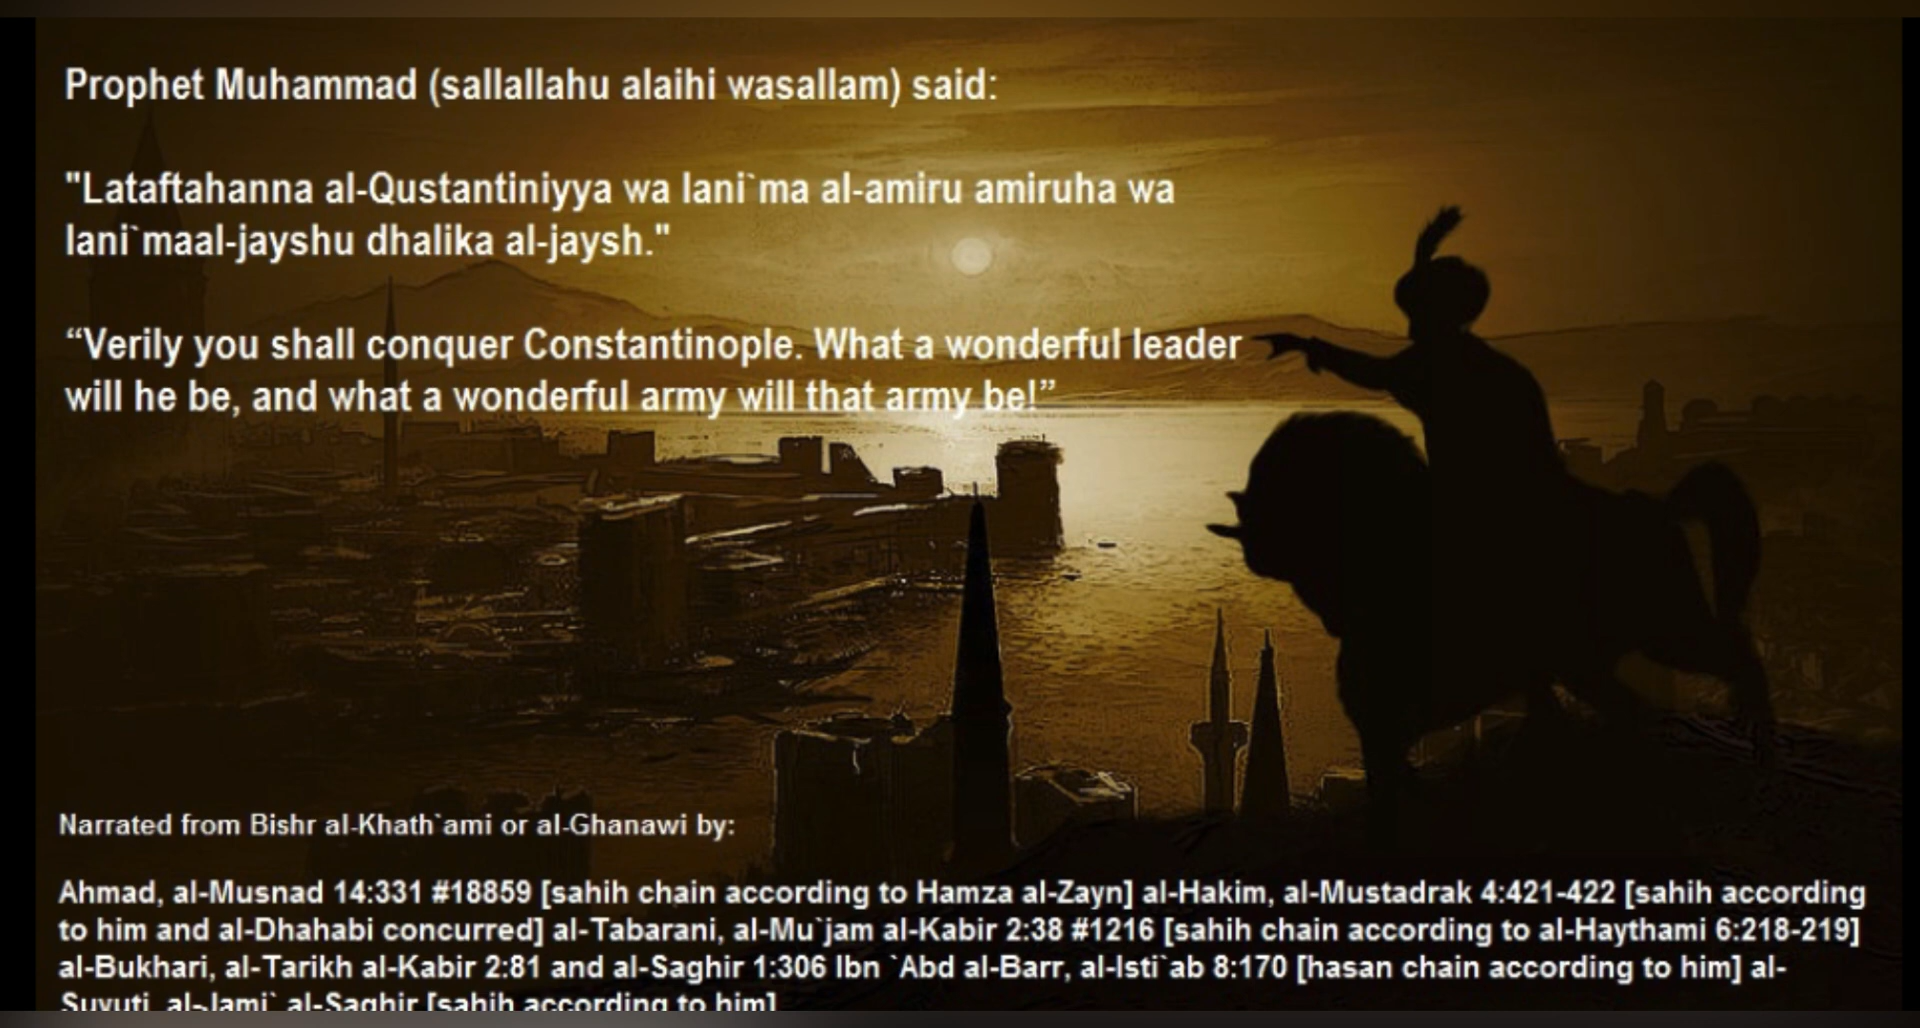 Prophet Muhammad (sallallahu alaihi wasallam) said:
"Lataftahanna al-Qustantiniyya wa lani`ma al-amiru amiruha wa
lani`maal-jayshu dhalika al-jaysh."
“Verily you shall conquer Constantinople. What a wonderful leader
will he be, and what a wonderful army will that army be!”
Narrated from Bishr al-Khath`ami or al-Ghanawi by:
Ahmad, al-Musnad 14:331 #18859 [sahih chain according to Hamza al-Zayn] al-Hakim, al-Mustadrak 4:421-422 [sahih according
to him and al-Dhahabi concurred] al-Tabarani, al-Mu`jam al-Kabir 2:38 #1216 [sahih chain according to al-Haythami 6:218-219]
al-Bukhari, al-Tarikh al-Kabir 2:81 and al-Saghir 1:306 Ibn `Abd al-Barr, al-Isti`ab 8:170 [hasan chain according to him] al-
Suyuti, al-Jami` al-Saghir [sahih according to him]